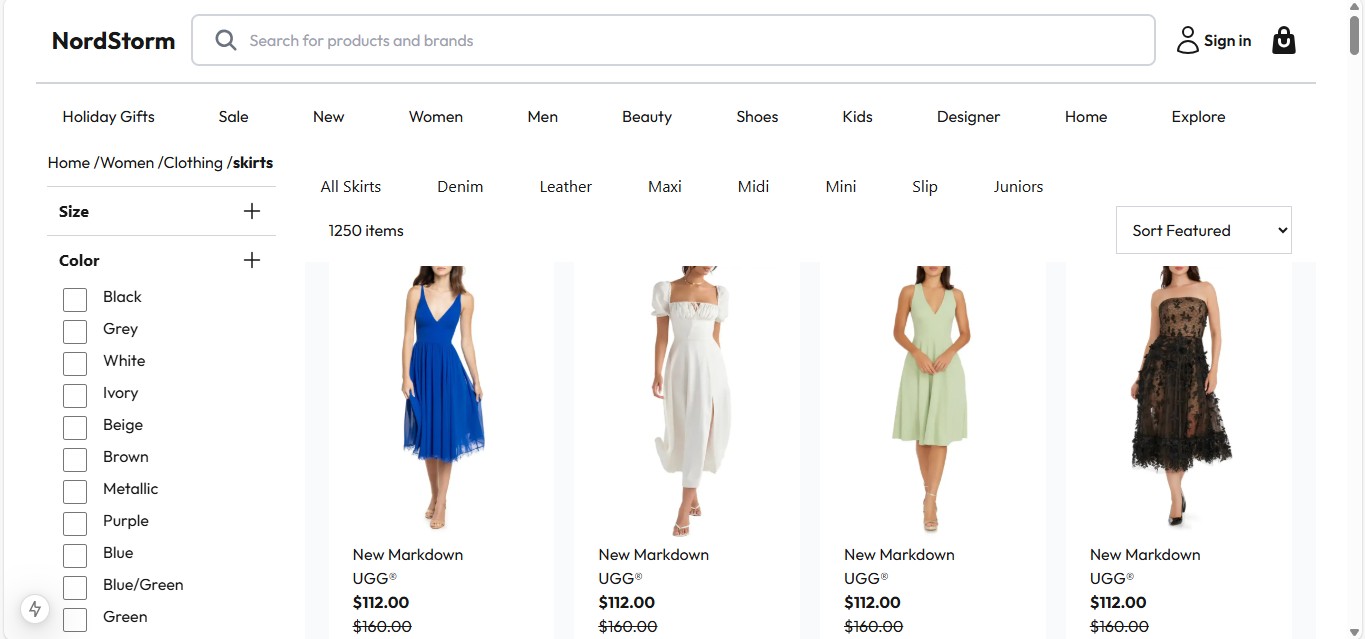 NordStorm
Search for products and brands
Sign in
Holiday Gifts Sale New Women Men Beauty Shoes Kids Designer Home Explore
Home /Women /Clothing /skirts
All Skirts Denim Leather Maxi Midi Mini Slip Juniors
Size
1250 items
Sort Featured
Color
Black
Grey
White
Ivory
Beige
Brown
Metallic
Purple
Blue
Blue/Green
Green
New Markdown
UGG®
$112.00
$160.00
New Markdown
UGG®
$112.00
$160.00
New Markdown
UGG®
$112.00
$160.00
New Markdown
UGG®
$112.00
$160.00